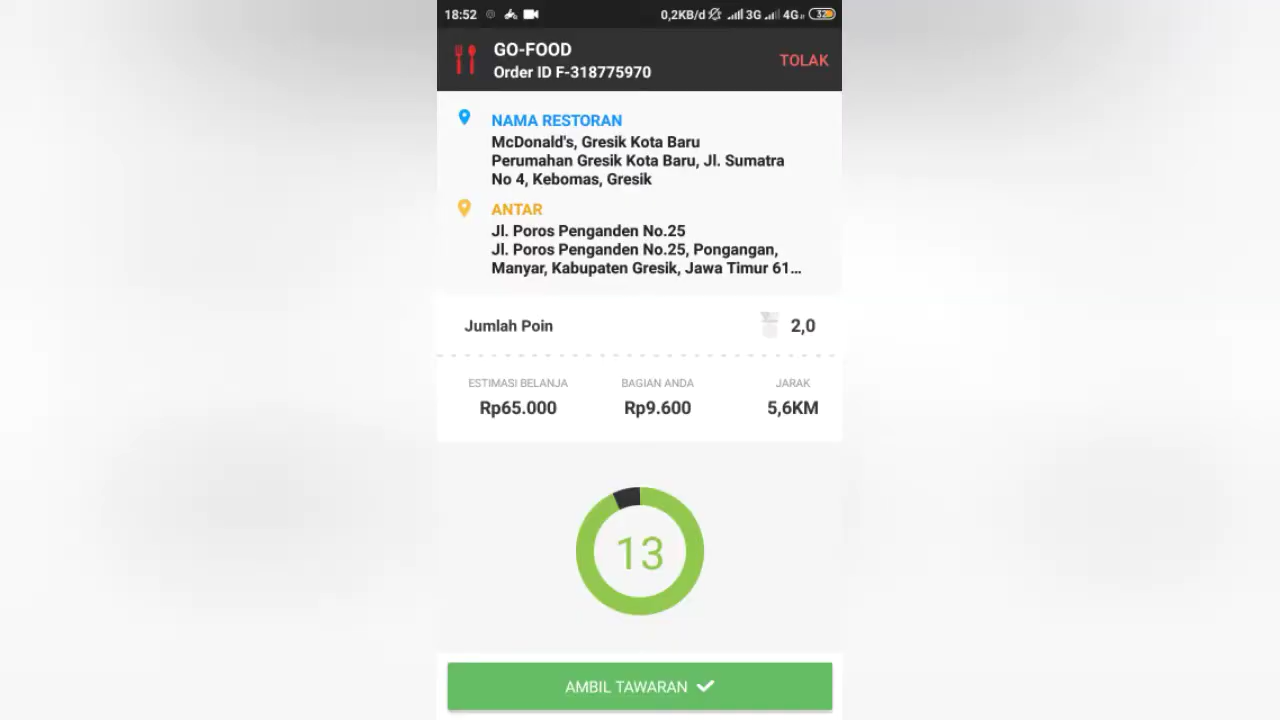 18:52 0,2KB/d 3G 4G 32
GO-FOOD
Order ID F-318775970
TOLAK
NAMA RESTORAN
McDonald's, Gresik Kota Baru
Perumahan Gresik Kota Baru, Jl. Sumatra
No 4, Kebomas, Gresik
ANTAR
Jl. Poros Penganden No.25
Jl. Poros Penganden No.25, Pongangan,
Manyar, Kabupaten Gresik, Jawa Timur 61...
Jumlah Poin 2,0
ESTIMASI BELANJA BAGIAN ANDA JARAK
Rp65.000 Rp9.600 5,6KM
13
AMBIL TAWARAN